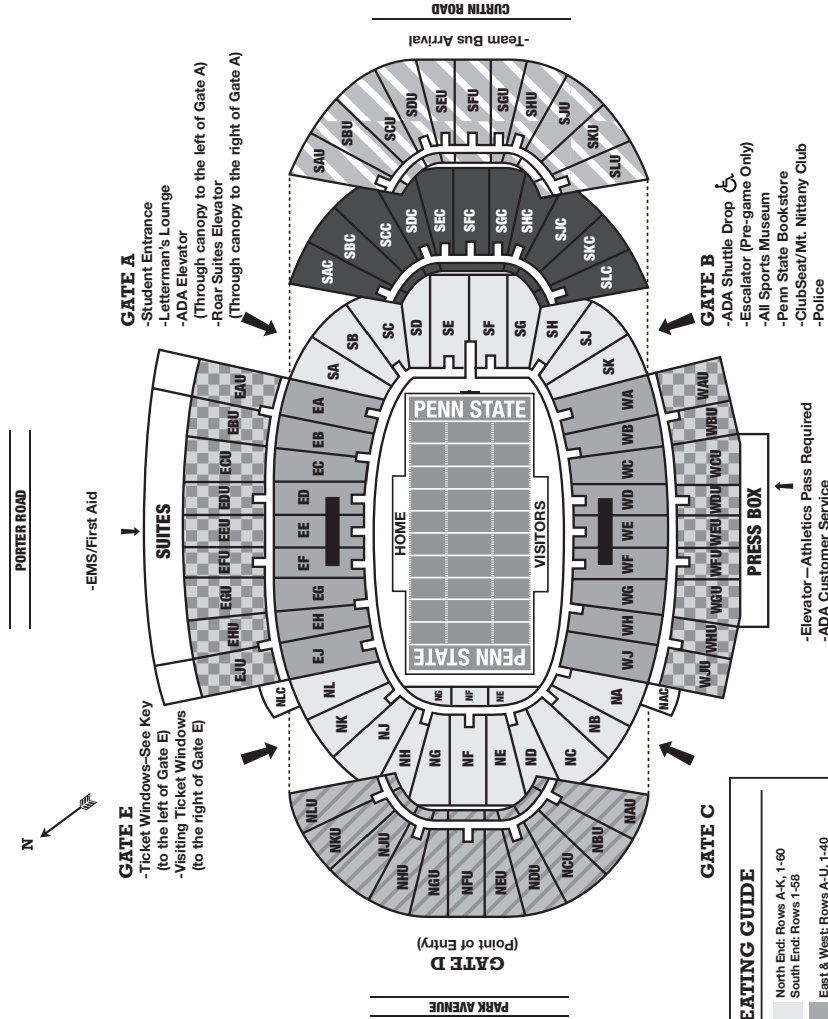 CURTIN ROAD
-Team Bus Arrival
GATE A
-Student Entrance
-Letterman's Lounge
-ADA Elevator
(Through canopy to the left of Gate A)
-Roar Suites Elevator
(Through canopy to the right of Gate A)
SAU
SBU
SCU
SDU
SEU
SFU
SGU
SHU
SJU
SKU
SLU
SAC
SBC
SCC
SDC
SEC
SFC
SGC
SHC
SJC
SKC
SLC
GATE B
-ADA Shuttle Drop
-Escalator (Pre-game Only)
-All Sports Museum
-Penn State Bookstore
-ClubSeat/Mt. Nittany Club
-Police
SA
SB
SC
SD
SE
SF
SG
SH
SJ
SK
PORTER ROAD
-EMS/First Aid
SUITES
EAU
EBU
ECU
EDU
EEU
EFU
EGU
EHU
EJU
EA
EB
EC
ED
EE
EF
EG
EH
EJ
HOME
PENN STATE
PENN STATE
VISITORS
WA
WB
WC
WD
WE
WF
WG
WH
WJ
WAU
WBU
WCU
WDU
WEU
WFU
WGU
WHU
WJU
PRESS BOX
-Elevator—Athletics Pass Required
-ADA Customer Service
N
GATE E
-Ticket Windows–See Key
(to the left of Gate E)
-Visiting Ticket Windows
(to the right of Gate E)
NLC
NL
NK
NJ
NH
NG
NF
NE
ND
NC
NB
NA
NAC
NG
NF
NE
NLU
NKU
NJU
NHU
NGU
NFU
NEU
NDU
NCU
NBU
NAU
GATE D
(Point of Entry)
PARK AVENUE
GATE C
EATING GUIDE
North End: Rows A-K, 1-60
South End: Rows 1-58
East & West: Rows A-U, 1-40